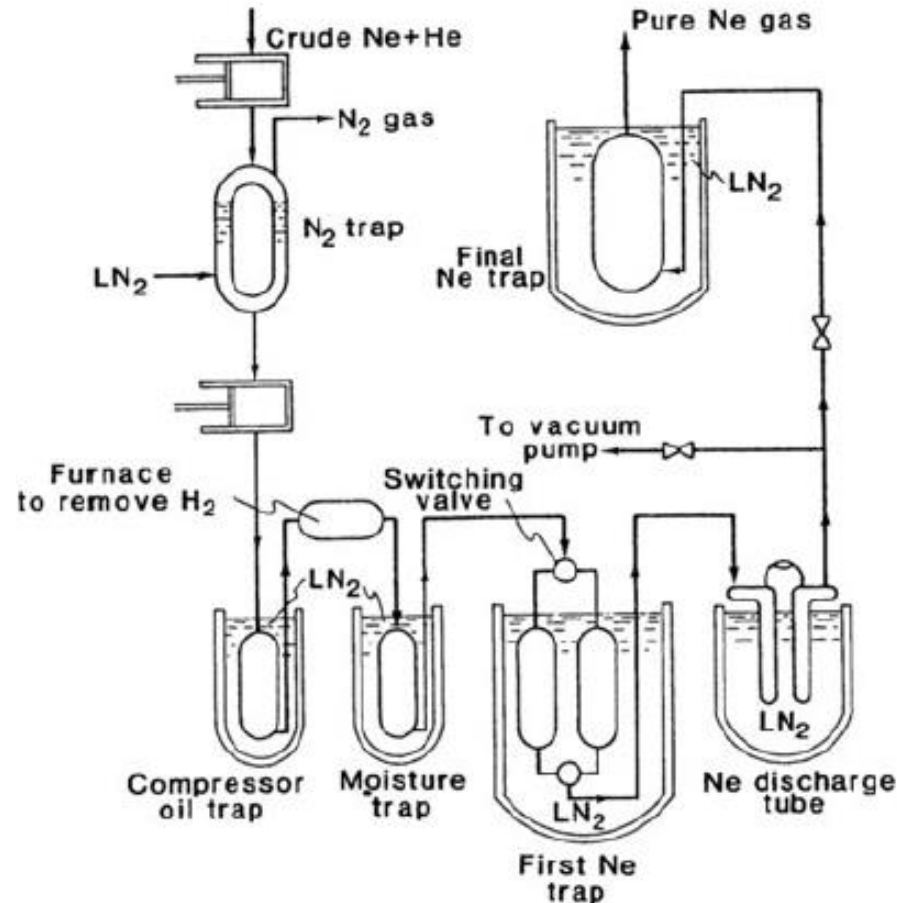 Crude Ne+He
N₂ gas
N₂ trap
LN₂
Furnace
to remove H₂
LN₂
Compressor
oil trap
Moisture
trap
Switching
valve
LN₂
First Ne
trap
To vacuum
pump
LN₂
Ne discharge
tube
Pure Ne gas
LN₂
Final
Ne trap